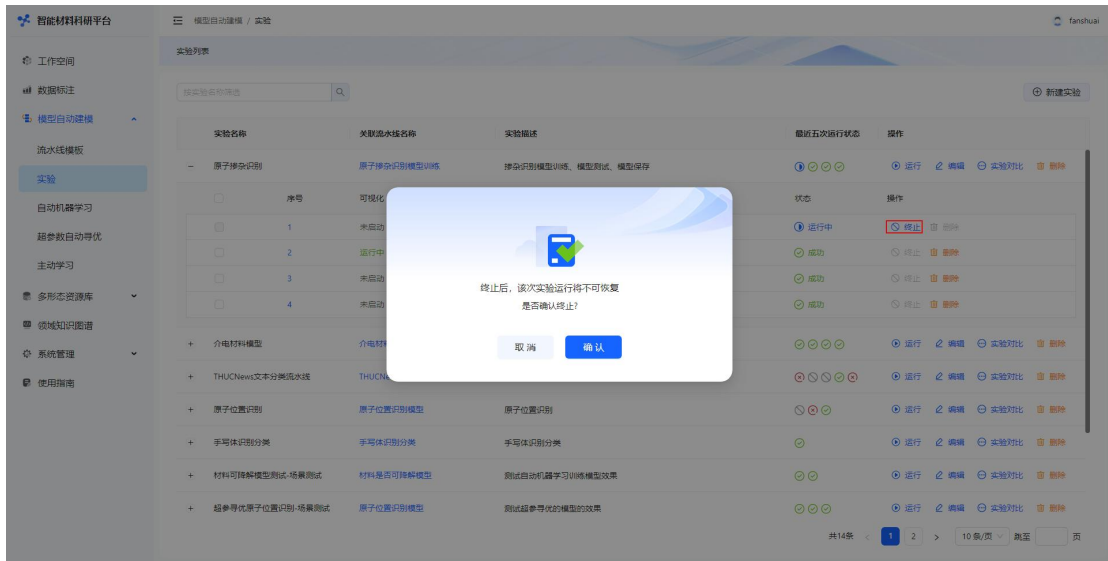 智能材料科研平台
模型自动建模 / 实验
fanshuai
工作空间
数据标注
模型自动建模
流水线模板
实验
自动机器学习
超参数自动寻优
主动学习
多形态资源库
领域知识图谱
系统管理
使用指南
实验列表
按实验名称筛选
新建实验
实验名称 关联流水线名称 实验描述 最近五次运行状态 操作
原子掺杂识别 原子掺杂识别模型训练 掺杂识别模型训练、模型测试、模型保存 运行 编辑 实验对比 删除
序号 可视化 状态 操作
1 未启动 运行中 终止 删除
2 运行中 成功 终止 删除
3 未启动 成功 终止 删除
4 未启动 成功 终止 删除
终止后，该次实验运行将不可恢复
是否确认终止?
取消 确认
介电材料模型 介电材 运行 编辑 实验对比 删除
THUCNews文本分类流水线 THUCNe 运行 编辑 实验对比 删除
原子位置识别 原子位置识别模型 原子位置识别 运行 编辑 实验对比 删除
手写体识别分类 手写体识别分类 手写体识别分类 运行 编辑 实验对比 删除
材料可降解模型测试-场景测试 材料是否可降解模型 测试自动机器学习训练模型效果 运行 编辑 实验对比 删除
超参寻优原子位置识别-场景测试 原子位置识别模型 测试超参寻优的模型的效果 运行 编辑 实验对比 删除
共14条 < 1 2 > 10 条/页 跳至 页